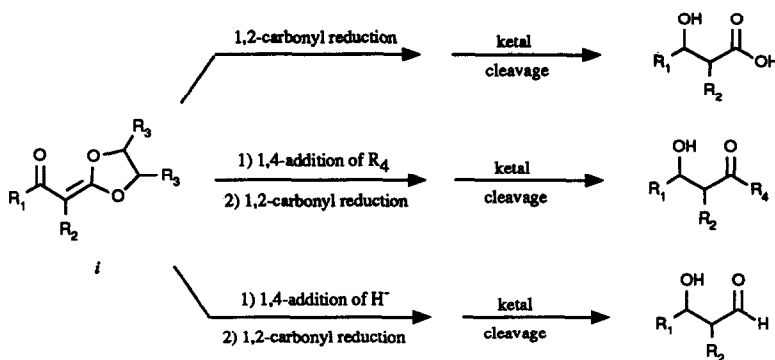 1,2-carbonyl reduction
ketal
cleavage
OH O
R1 OH
R2
R3
O O
R3
R1 O
R2
i
1) 1,4-addition of R4
2) 1,2-carbonyl reduction
ketal
cleavage
OH O
R1 R4
R2
1) 1,4-addition of H-
2) 1,2-carbonyl reduction
ketal
cleavage
OH O
R1 H
R2